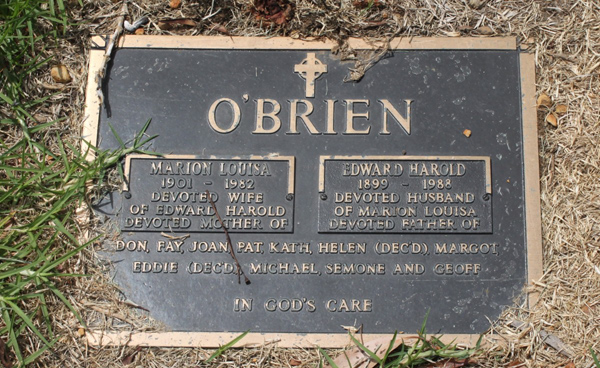 O'BRIEN
MARION LOUISA
1901 - 1982
DEVOTED WIFE
OF EDWARD HAROLD
DEVOTED MOTHER OF
EDWARD HAROLD
1899 - 1988
DEVOTED HUSBAND
OF MARION LOUISA
DEVOTED FATHER OF
DON, FAY, JOAN, PAT, KATH, HELEN (DEC'D), MARGOT
EDDIE (DEC'D), MICHAEL, SEMONE AND GEOFF
IN GOD'S CARE